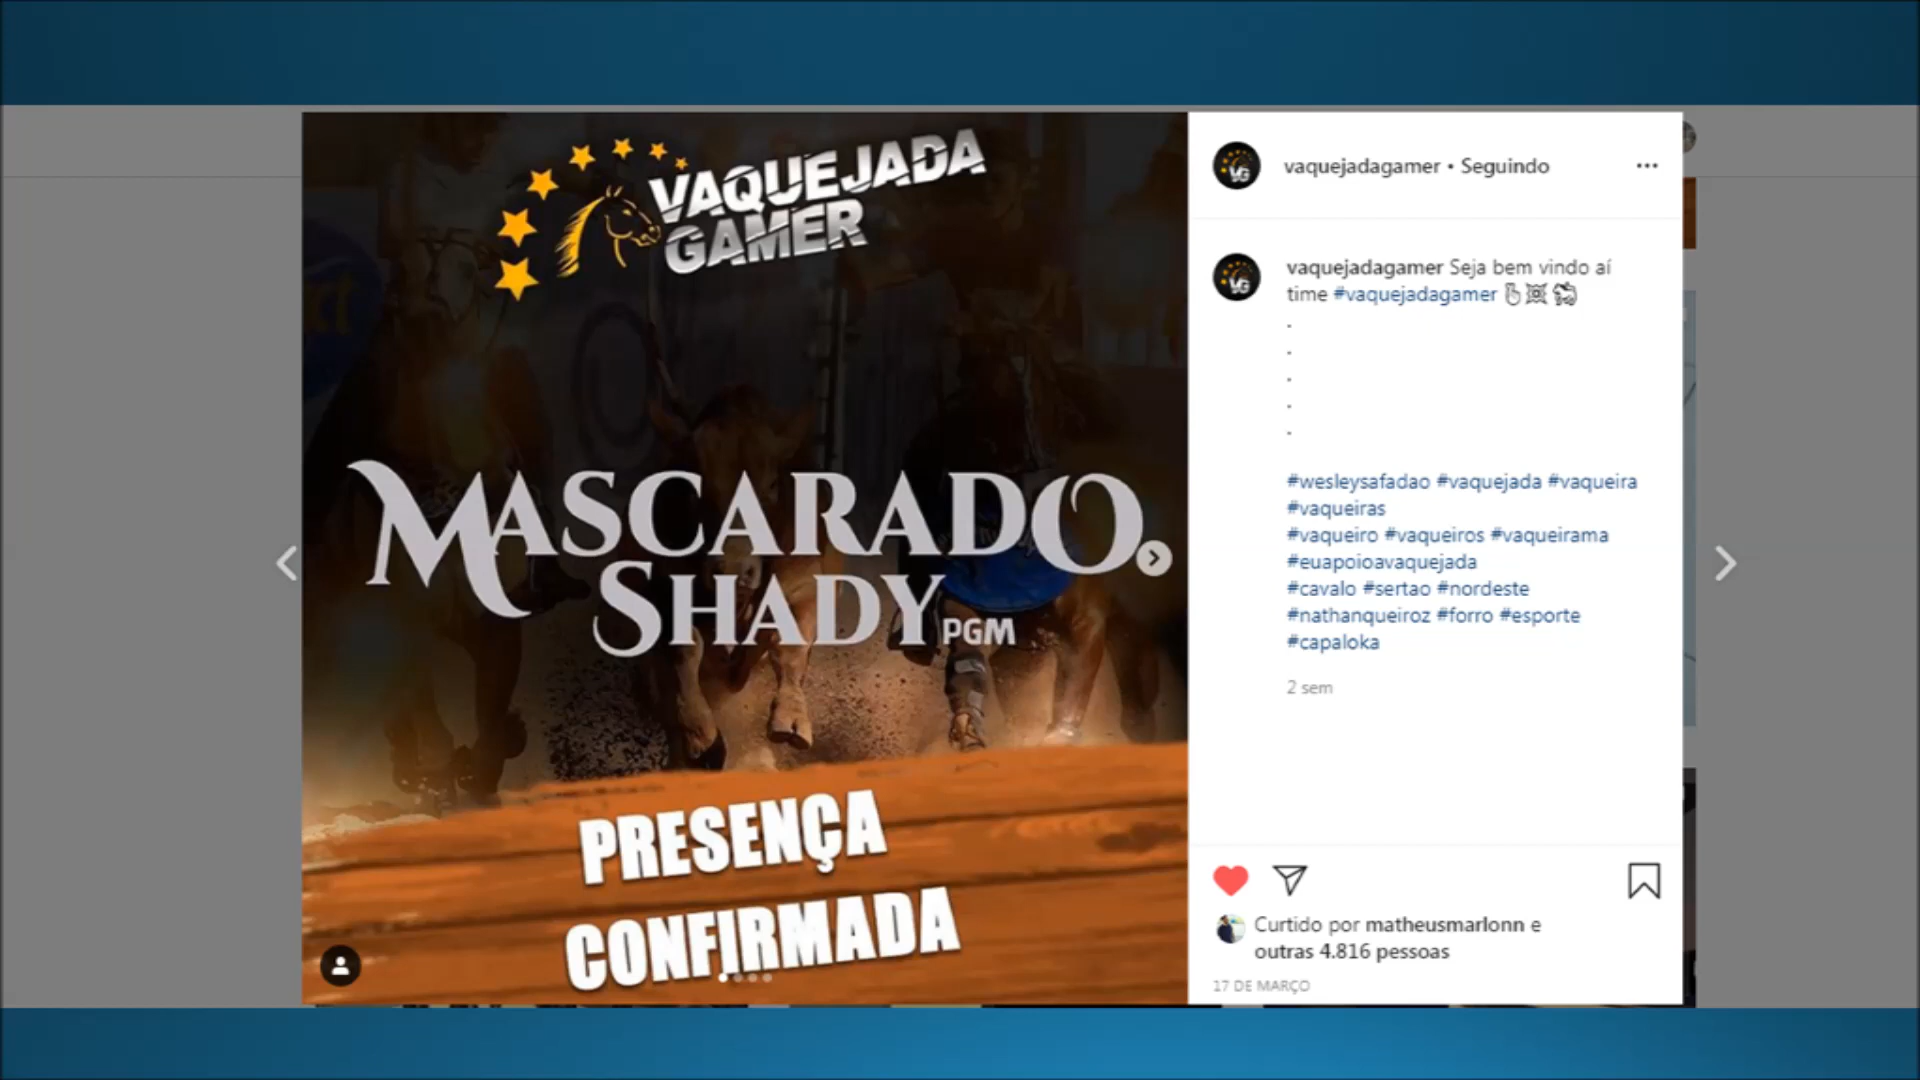 VAQUEJADA
GAMER
MASCARADO
SHADY PGM
PRESENÇA
CONFIRMADA
vaquejadagamer • Seguindo
vaquejadagamer Seja bem vindo aí
time #vaquejadagamer
.
.
.
.
.
#wesleysafadao #vaquejada #vaqueira
#vaqueiras
#vaqueiro #vaqueiros #vaqueirama
#euapoioavaquejada
#cavalo #sertao #nordeste
#nathanqueiroz #forro #esporte
#capaloka
2 sem
Curtido por matheusmarlonn e
outras 4.816 pessoas
17 DE MARÇO